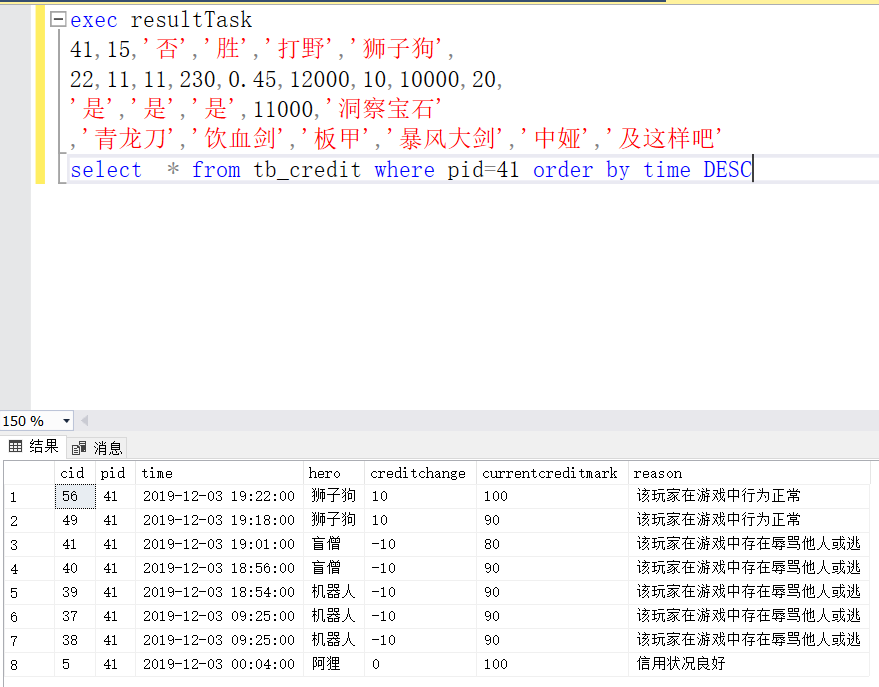 exec resultTask
41,15,'否','胜','打野','狮子狗',
22,11,11,230,0.45,12000,10,10000,20,
'是','是','是',11000,'洞察宝石'
,'青龙刀','饮血剑','板甲','暴风大剑','中娅','及这样吧'
select  * from tb_credit where pid=41 order by time DESC
150 %
结果 消息
cid pid time hero creditchange currentcreditmark reason
1 56 41 2019-12-03 19:22:00 狮子狗 10 100 该玩家在游戏中行为正常
2 49 41 2019-12-03 19:18:00 狮子狗 10 90 该玩家在游戏中行为正常
3 41 41 2019-12-03 19:01:00 盲僧 -10 80 该玩家在游戏中存在辱骂他人或逃
4 40 41 2019-12-03 18:56:00 盲僧 -10 90 该玩家在游戏中存在辱骂他人或逃
5 39 41 2019-12-03 18:54:00 机器人 -10 90 该玩家在游戏中存在辱骂他人或逃
6 37 41 2019-12-03 09:25:00 机器人 -10 90 该玩家在游戏中存在辱骂他人或逃
7 38 41 2019-12-03 09:25:00 机器人 -10 90 该玩家在游戏中存在辱骂他人或逃
8 5 41 2019-12-03 00:04:00 阿狸 0 100 信用状况良好